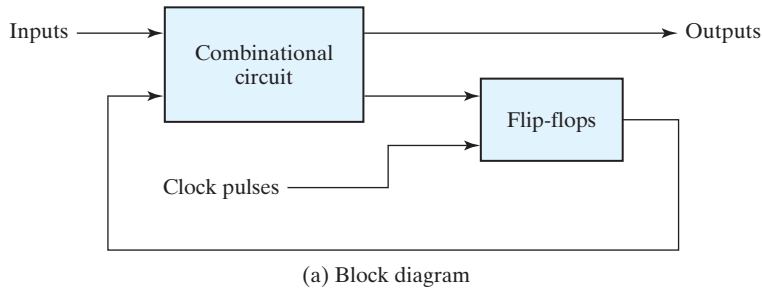 Inputs
Outputs
Combinational
circuit
Flip-flops
Clock pulses
(a) Block diagram